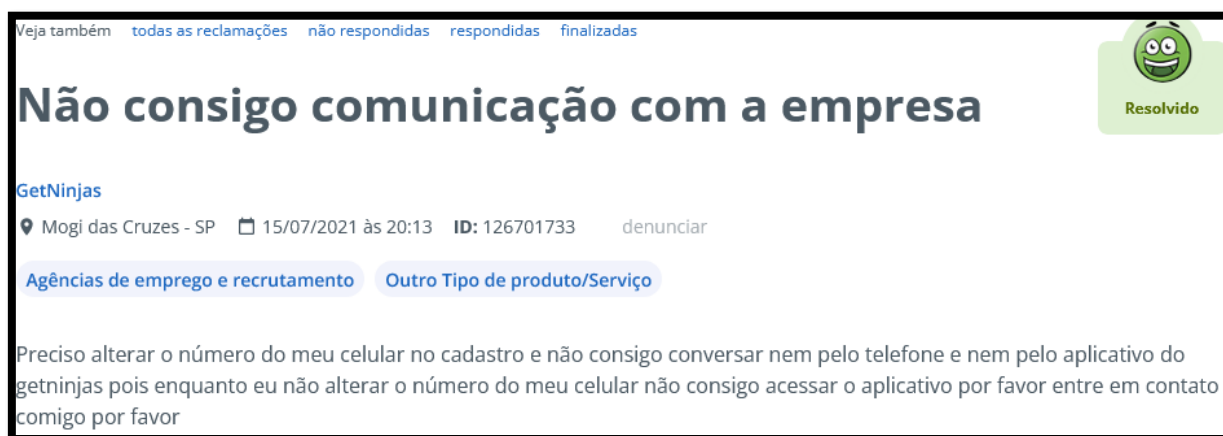 Veja também todas as reclamações não respondidas respondidas finalizadas
Resolvido
Não consigo comunicação com a empresa
GetNinjas
Mogi das Cruzes - SP 15/07/2021 às 20:13 ID: 126701733 denunciar
Agências de emprego e recrutamento Outro Tipo de produto/Serviço
Preciso alterar o número do meu celular no cadastro e não consigo conversar nem pelo telefone e nem pelo aplicativo do
getninjas pois enquanto eu não alterar o número do meu celular não consigo acessar o aplicativo por favor entre em contato
comigo por favor